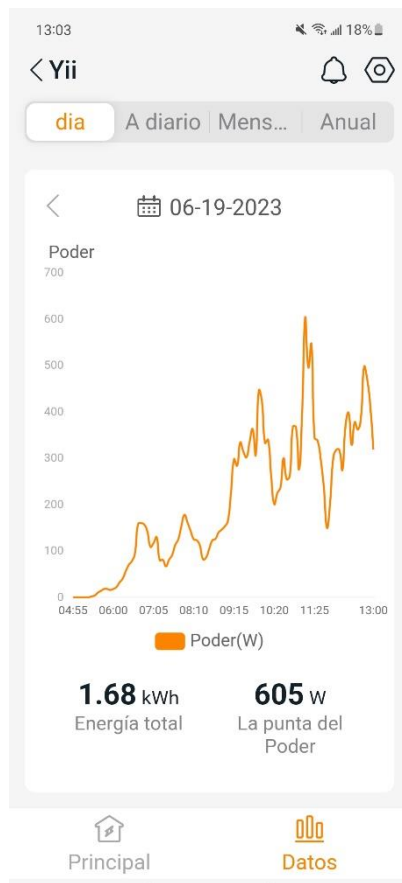 13:03 18%
Yii
dia A diario Mens... Anual
06-19-2023
Poder
700
600
500
400
300
200
100
0
04:55 06:00 07:05 08:10 09:15 10:20 11:25 13:00
Poder(W)
1.68 kWh 605 W
Energía total La punta del
Poder
Principal Datos